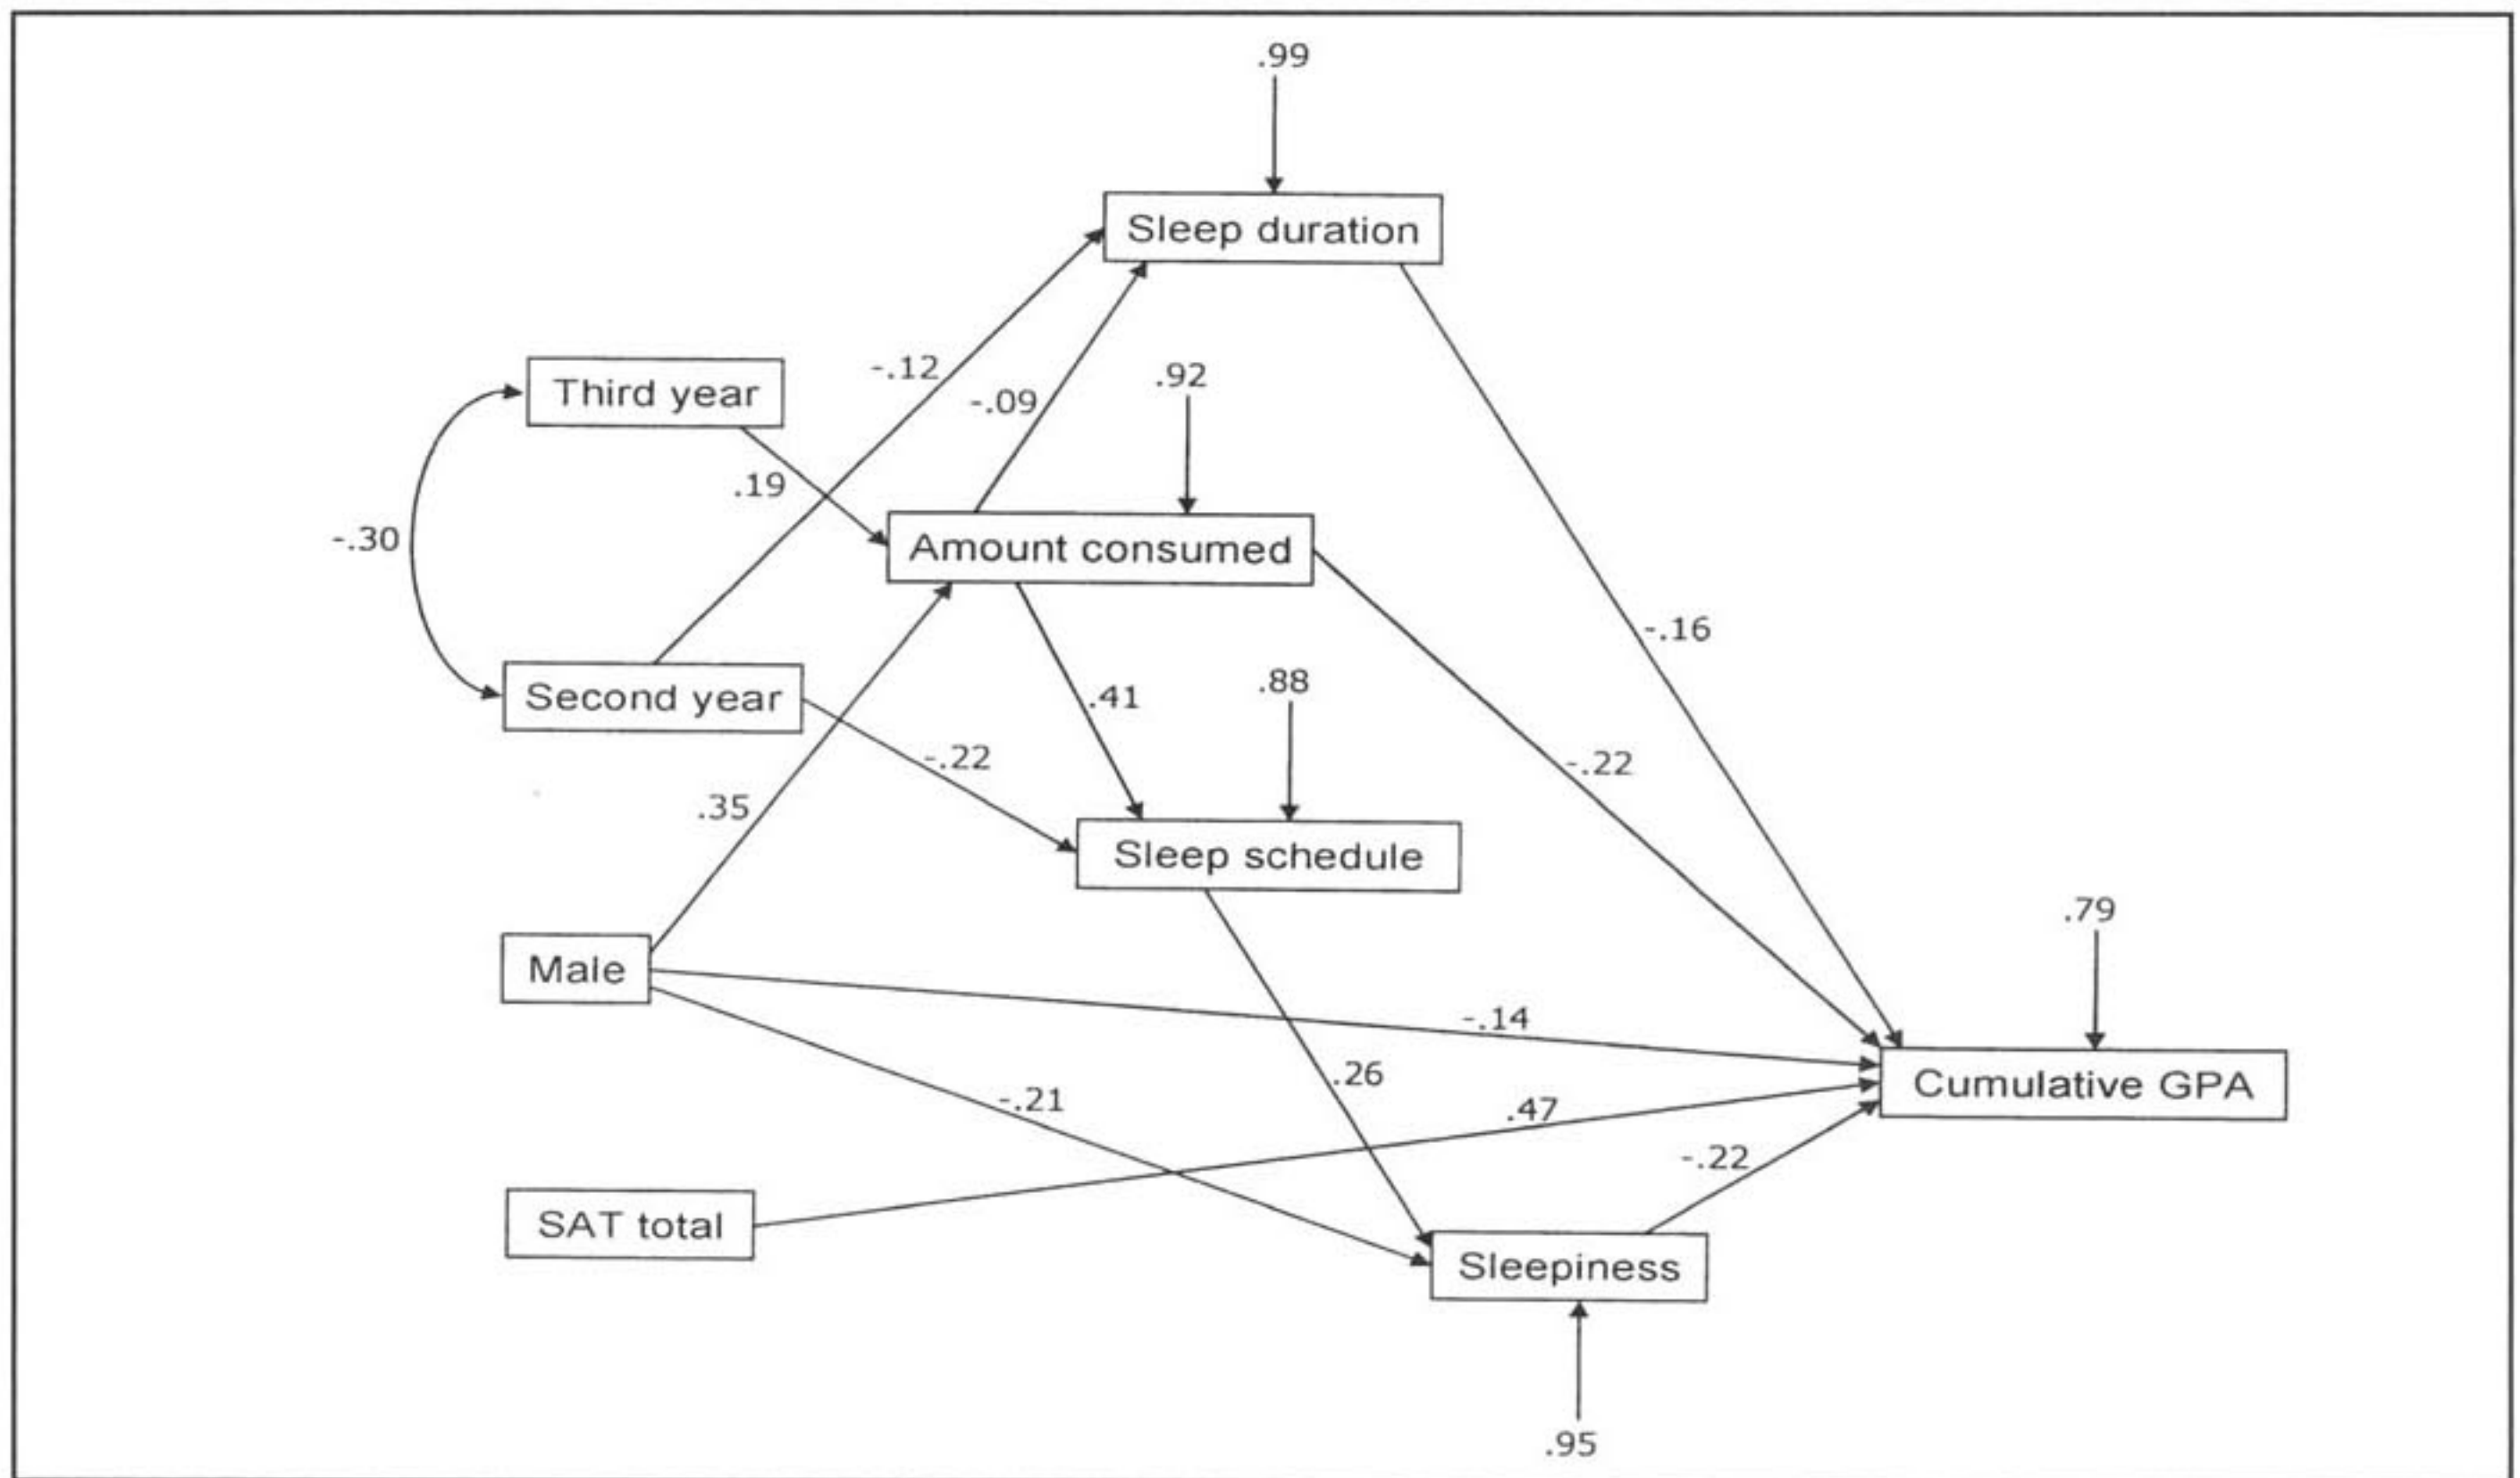 .99
Sleep duration
-.12
Third year
-.09
.92
.19
-.30
Amount consumed
-.16
Second year
.41
.88
-.22
-.22
.35
Sleep schedule
.79
Male
-.14
.26
Cumulative GPA
-.21
.47
-.22
SAT total
Sleepiness
.95